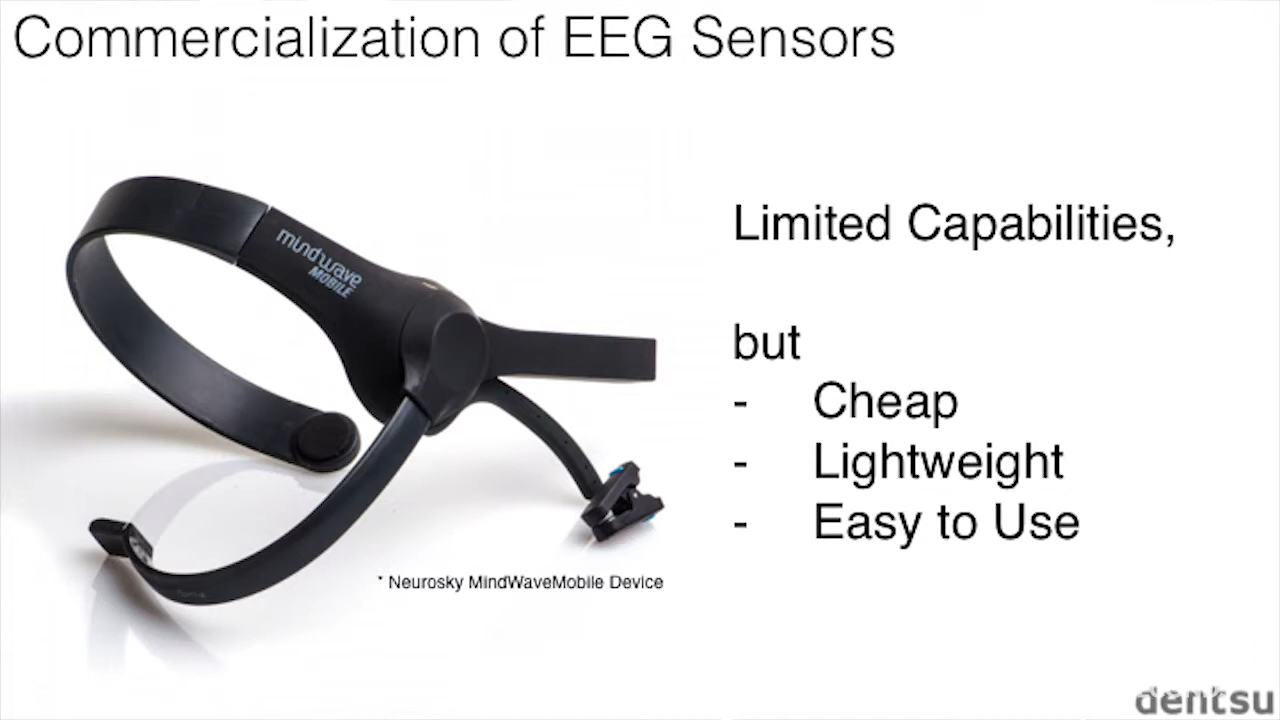 Commercialization of EEG Sensors
mindwave
MOBILE
Limited Capabilities,
but
- Cheap
- Lightweight
- Easy to Use
* Neurosky MindWaveMobile Device
dentsu